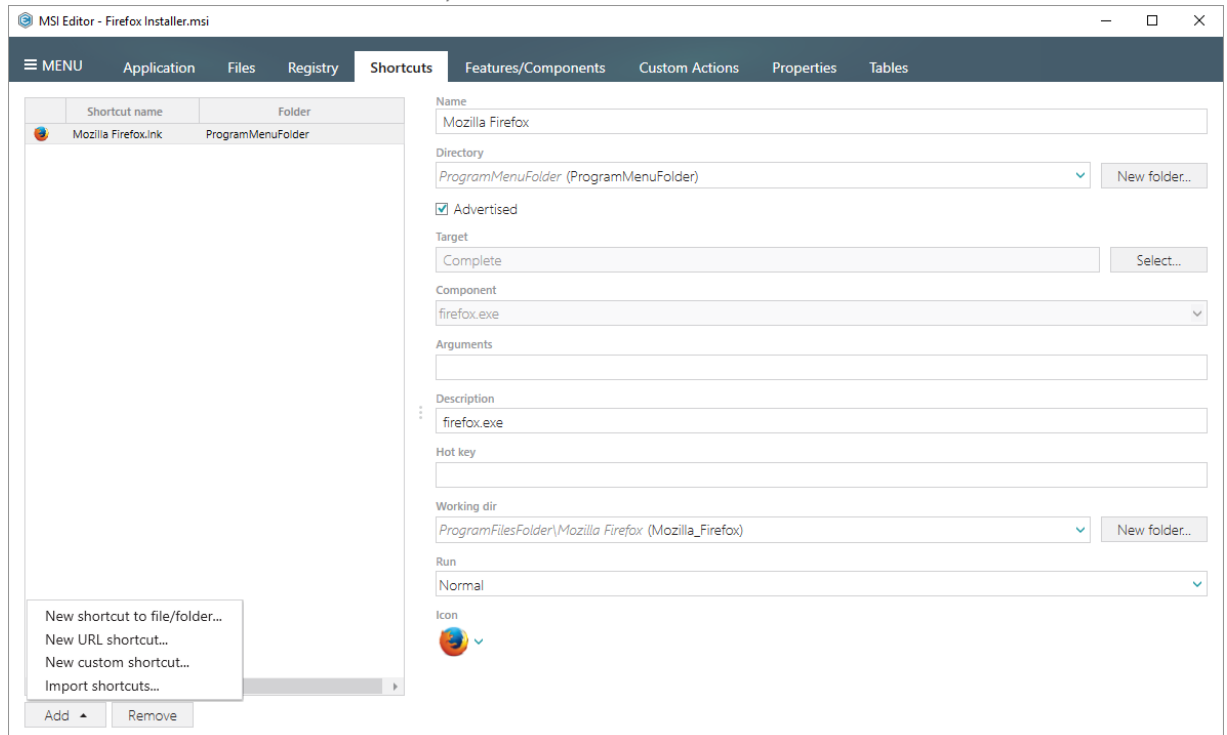 MSI Editor - Firefox Installer.msi
MENU Application Files Registry Shortcuts Features/Components Custom Actions Properties Tables
Shortcut name Folder
Mozilla Firefox.lnk ProgramMenuFolder
Name
Mozilla Firefox
Directory
ProgramMenuFolder (ProgramMenuFolder) New folder...
Advertised
Target
Complete Select...
Component
firefox.exe
Arguments
Description
firefox.exe
Hot key
Working dir
ProgramFilesFolder\Mozilla Firefox (Mozilla_Firefox) New folder...
Run
Normal
Icon
New shortcut to file/folder...
New URL shortcut...
New custom shortcut...
Import shortcuts...
Add Remove